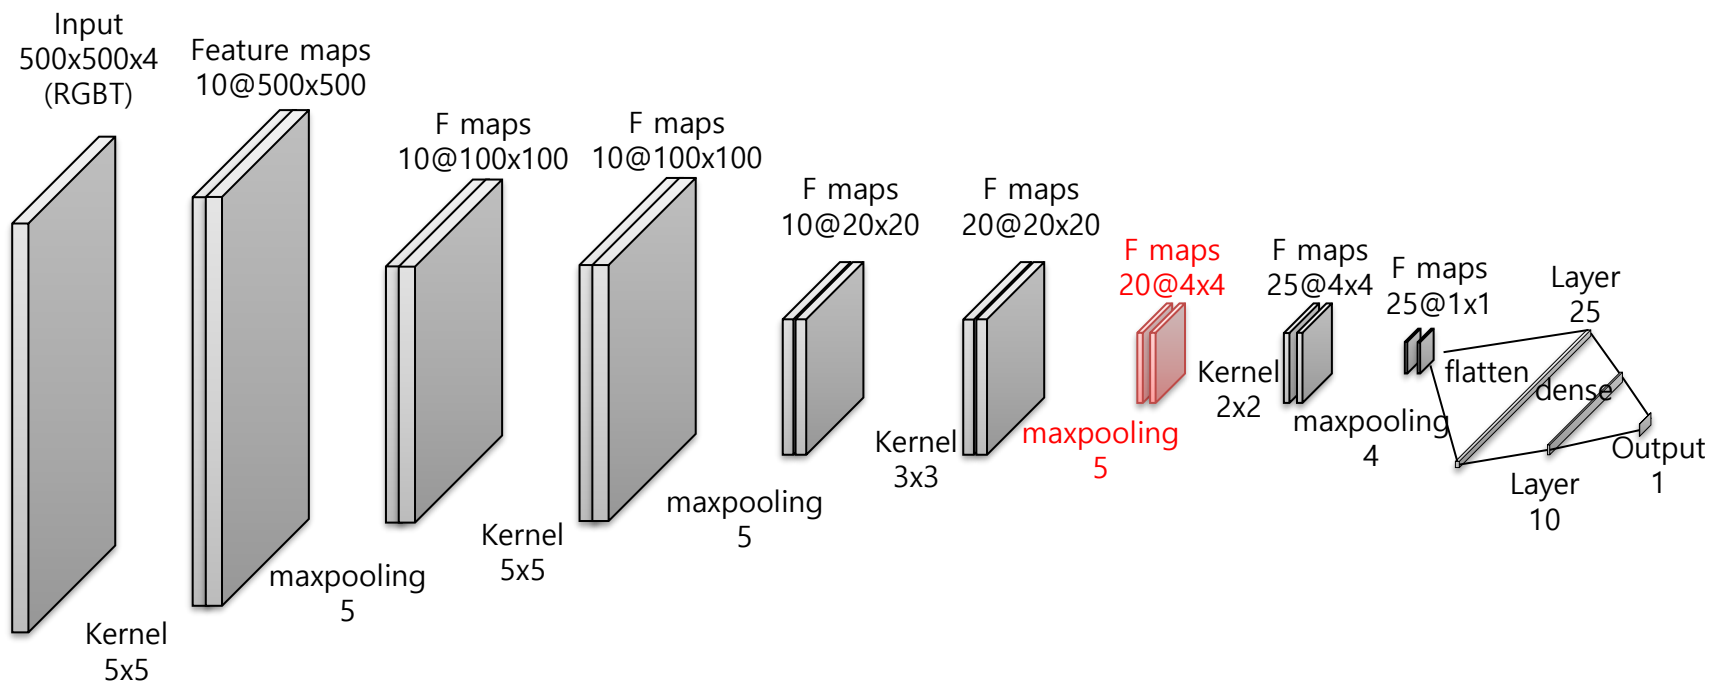 Input
500x500x4
(RGBT)
Kernel
5x5
Feature maps
10@500x500
maxpooling
5
F maps
10@100x100
Kernel
5x5
F maps
10@100x100
maxpooling
5
F maps
10@20x20
Kernel
3x3
F maps
20@20x20
maxpooling
5
F maps
20@4x4
Kernel
2x2
F maps
25@4x4
maxpooling
4
F maps
25@1x1
flatten
Layer
25
dense
Layer
10
Output
1